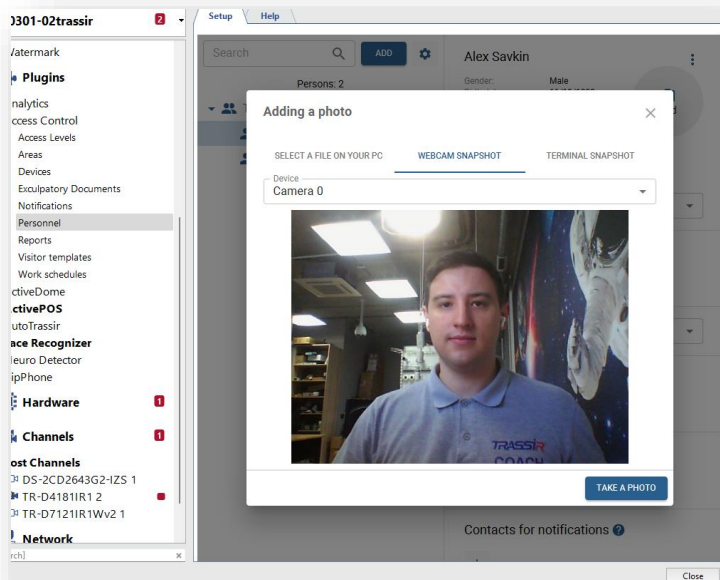 0301-02trassir
2
Setup
Help
Watermark
Plugins
nalytics
ccess Control
Access Levels
Areas
Devices
Exculpatory Documents
Notifications
Personnel
Reports
Visitor templates
Work schedules
ctiveDome
ctivePOS
utoTrassir
ace Recognizer
leuro Detector
ipPhone
Hardware
1
Channels
1
ost Channels
DS-2CD2643G2-IZS 1
TR-D4181IR1 2
TR-D7121IR1Wv2 1
Network
rch]
Search
ADD
Persons: 2
Alex Savkin
Gender:
Male
Adding a photo
SELECT A FILE ON YOUR PC
WEBCAM SNAPSHOT
TERMINAL SNAPSHOT
Device
Camera 0
TRASSIR
COACH
TAKE A PHOTO
Contacts for notifications
Close